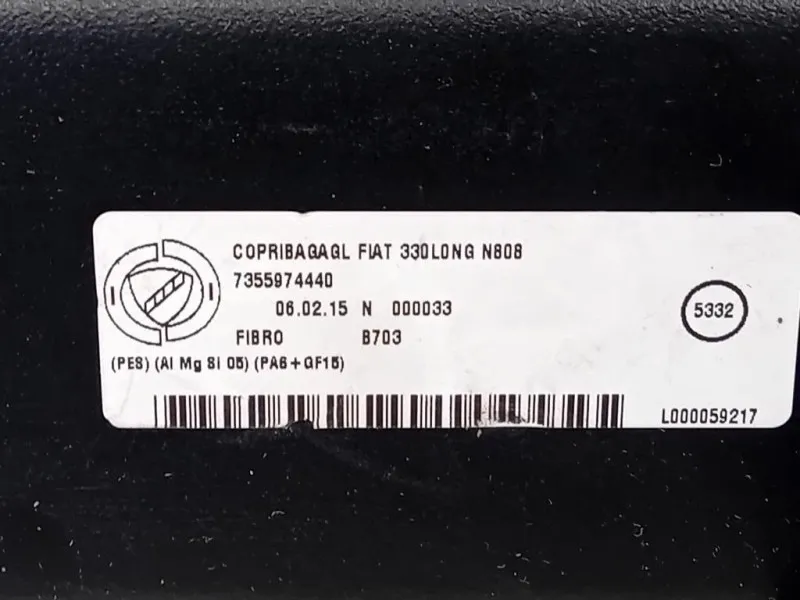 COPRIBAGAGL FIAT 330LONG N808
7355974440
06.02.15 N 000033
5332
FIBRO B703
(PES) (Al Mg Si 05) (PA6+GF15)
L000059217